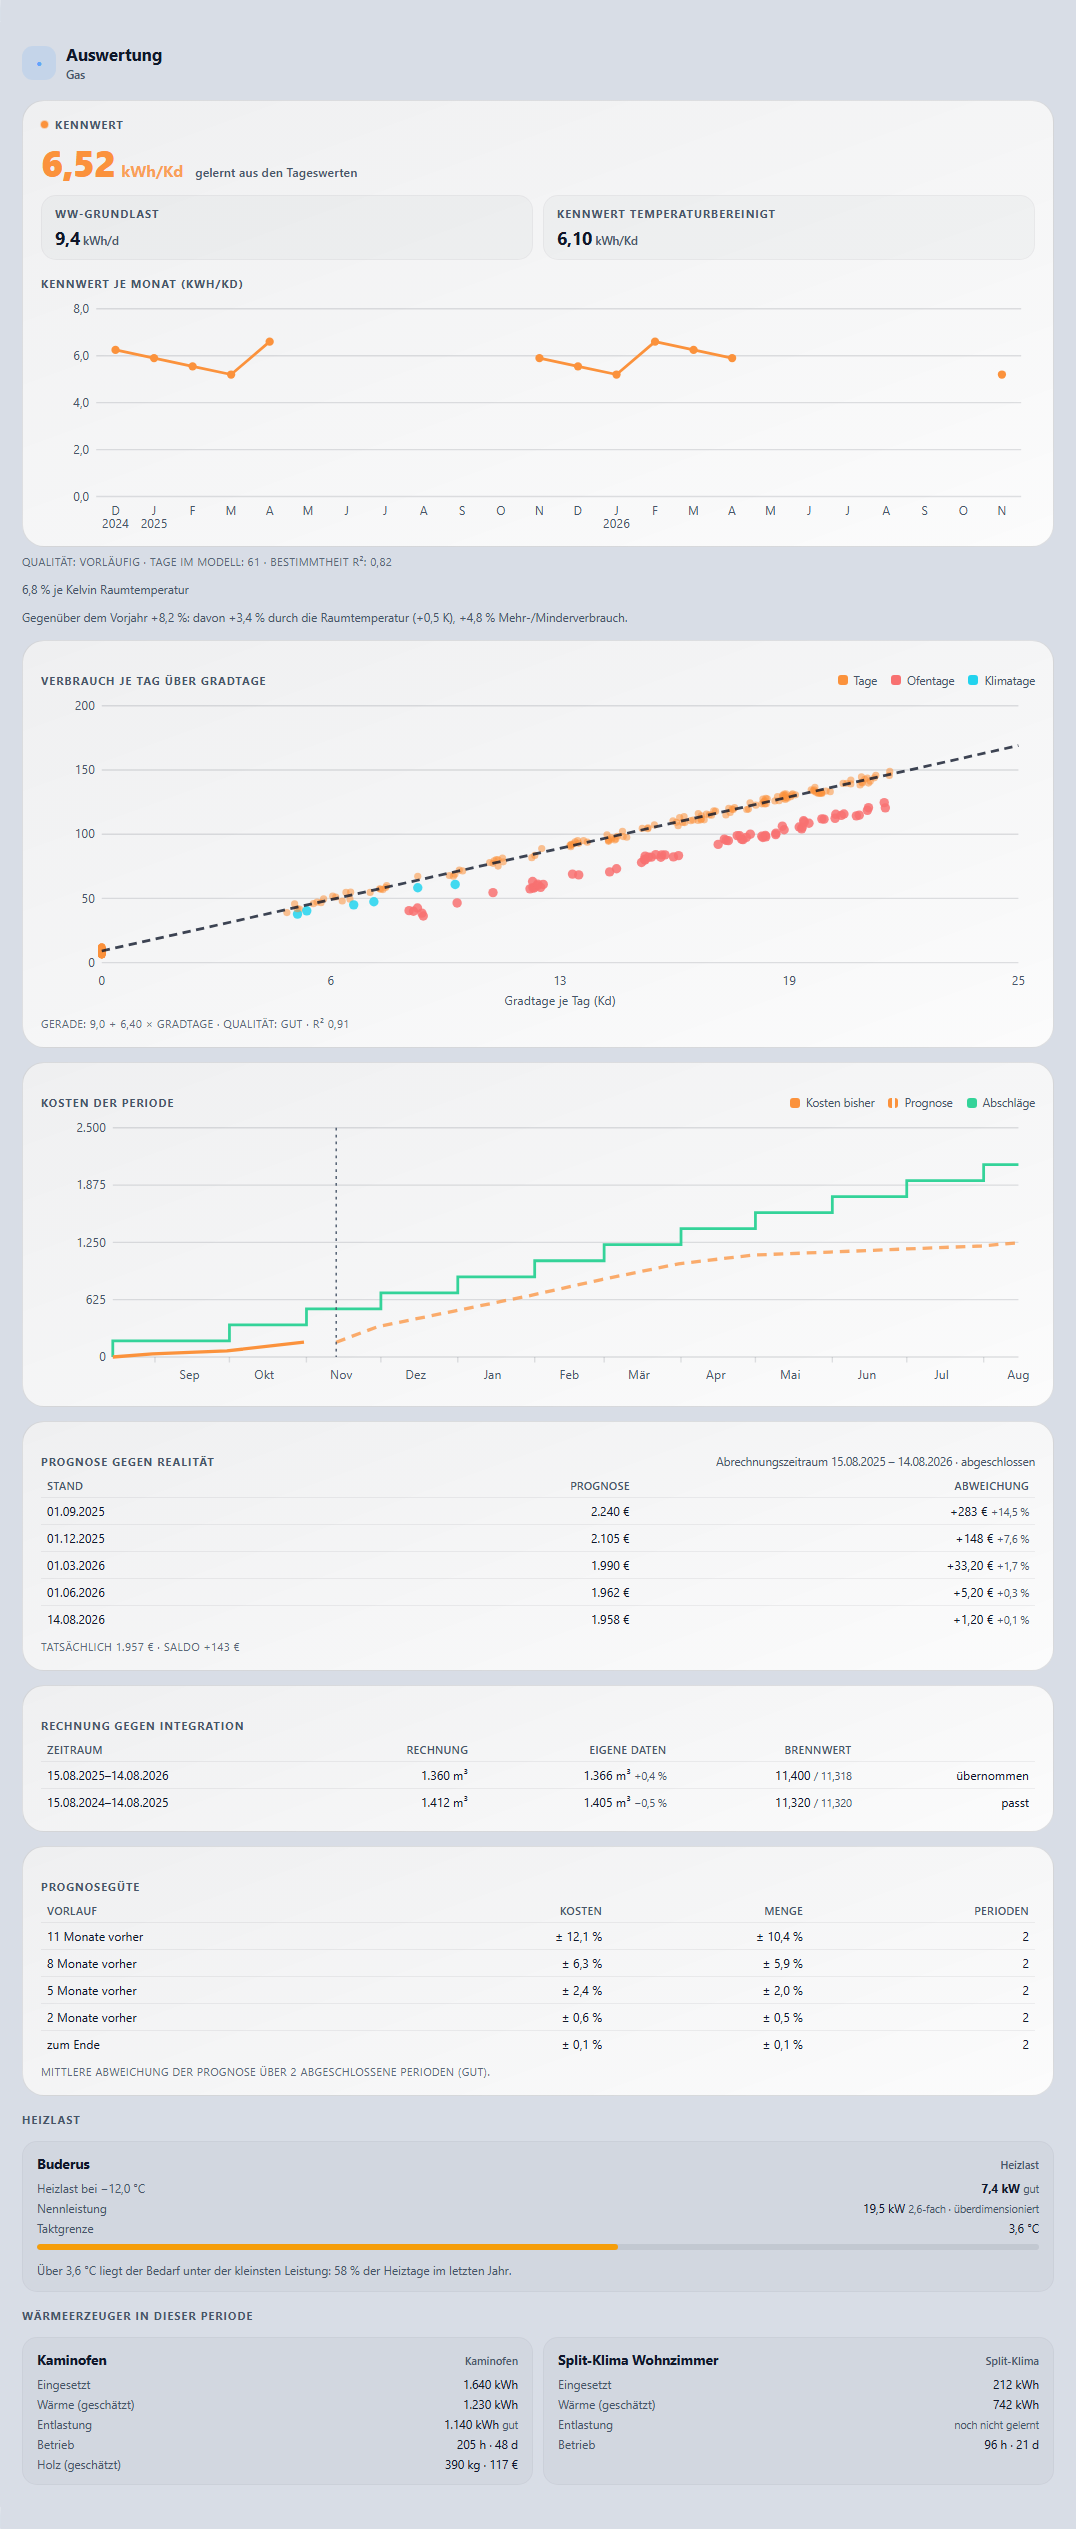 Auswertung
Gas
KENNWERT
6,52 kWh/Kd gelernt aus den Tageswerten
WW-GRUNDLAST
9,4 kWh/d
KENNWERT TEMPERATURBEREINIGT
6,10 kWh/Kd
KENNWERT JE MONAT (KWH/KD)
8,0
6,0
4,0
2,0
0,0
D J F M A M J J A S O N D J F M A M J J A S O N
2024 2025 2026
QUALITÄT: VORLÄUFIG · TAGE IM MODELL: 61 · BESTIMMTHEIT R²: 0,82
6,8 % je Kelvin Raumtemperatur
Gegenüber dem Vorjahr +8,2 %: davon +3,4 % durch die Raumtemperatur (+0,5 K), +4,8 % Mehr-/Minderverbrauch.
VERBRAUCH JE TAG ÜBER GRADTAGE
Tage Ofentage Klimatage
200
150
100
50
0
0 6 13 19 25
Gradtage je Tag (Kd)
GERADE: 9,0 + 6,40 × GRADTAGE · QUALITÄT: GUT · R² 0,91
KOSTEN DER PERIODE
Kosten bisher Prognose Abschläge
2.500
1.875
1.250
625
0
Sep Okt Nov Dez Jan Feb Mär Apr Mai Jun Jul Aug
PROGNOSE GEGEN REALITÄT
Abrechnungszeitraum 15.08.2025 – 14.08.2026 · abgeschlossen
STAND PROGNOSE ABWEICHUNG
01.09.2025 2.240 € +283 € +14,5 %
01.12.2025 2.105 € +148 € +7,6 %
01.03.2026 1.990 € +33,20 € +1,7 %
01.06.2026 1.962 € +5,20 € +0,3 %
14.08.2026 1.958 € +1,20 € +0,1 %
TATSÄCHLICH 1.957 € · SALDO +143 €
RECHNUNG GEGEN INTEGRATION
ZEITRAUM RECHNUNG EIGENE DATEN BRENNWERT
15.08.2025–14.08.2026 1.360 m³ 1.366 m³ +0,4 % 11,400 / 11,318 übernommen
15.08.2024–14.08.2025 1.412 m³ 1.405 m³ −0,5 % 11,320 / 11,320 passt
PROGNOSEGÜTE
VORLAUF KOSTEN MENGE PERIODEN
11 Monate vorher ± 12,1 % ± 10,4 % 2
8 Monate vorher ± 6,3 % ± 5,9 % 2
5 Monate vorher ± 2,4 % ± 2,0 % 2
2 Monate vorher ± 0,6 % ± 0,5 % 2
zum Ende ± 0,1 % ± 0,1 % 2
MITTLERE ABWEICHUNG DER PROGNOSE ÜBER 2 ABGESCHLOSSENE PERIODEN (GUT).
HEIZLAST
Buderus Heizlast
Heizlast bei −12,0 °C 7,4 kW gut
Nennleistung 19,5 kW 2,6-fach · überdimensioniert
Taktgrenze 3,6 °C
Über 3,6 °C liegt der Bedarf unter der kleinsten Leistung: 58 % der Heiztage im letzten Jahr.
WÄRMEERZEUGER IN DIESER PERIODE
Kaminofen Kaminofen
Eingesetzt 1.640 kWh
Wärme (geschätzt) 1.230 kWh
Entlastung 1.140 kWh gut
Betrieb 205 h · 48 d
Holz (geschätzt) 390 kg · 117 €
Split-Klima Wohnzimmer Split-Klima
Eingesetzt 212 kWh
Wärme (geschätzt) 742 kWh
Entlastung noch nicht gelernt
Betrieb 96 h · 21 d